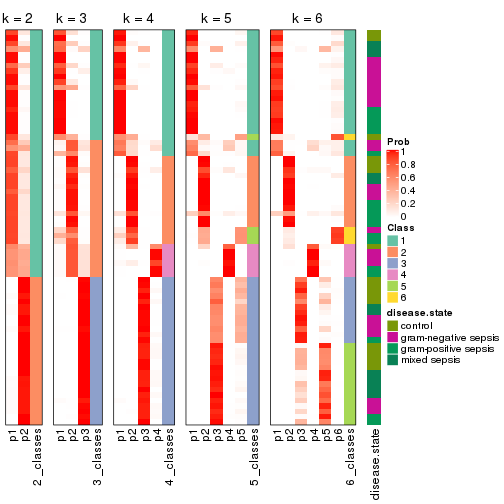 k = 2
k = 3
k = 4
k = 5
k = 6
Prob
1
0.8
0.6
0.4
0.2
0
Class
1
2
3
4
5
6
disease.state
control
gram-negative sepsis
gram-positive sepsis
mixed sepsis
p1
p2
2_classes
p1
p2
p3
3_classes
p1
p2
p3
p4
4_classes
p1
p2
p3
p4
p5
5_classes
p1
p2
p3
p4
p5
p6
6_classes
disease.state